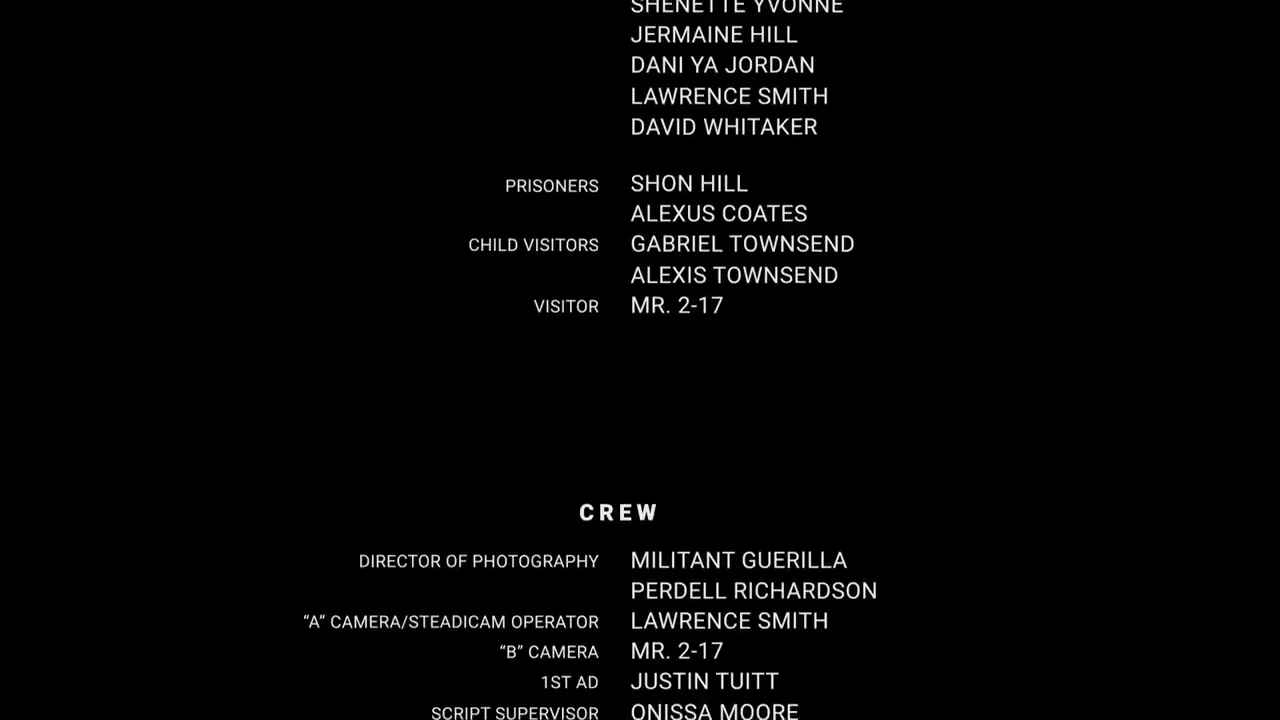 SHENETTE YVONNE
JERMAINE HILL
DANI YA JORDAN
LAWRENCE SMITH
DAVID WHITAKER
PRISONERS SHON HILL
ALEXUS COATES
CHILD VISITORS GABRIEL TOWNSEND
ALEXIS TOWNSEND
VISITOR MR. 2-17
CREW
DIRECTOR OF PHOTOGRAPHY MILITANT GUERILLA
PERDELL RICHARDSON
“A” CAMERA/STEADICAM OPERATOR LAWRENCE SMITH
“B” CAMERA MR. 2-17
1ST AD JUSTIN TUITT
SCRIPT SUPERVISOR ONISSA MOORE